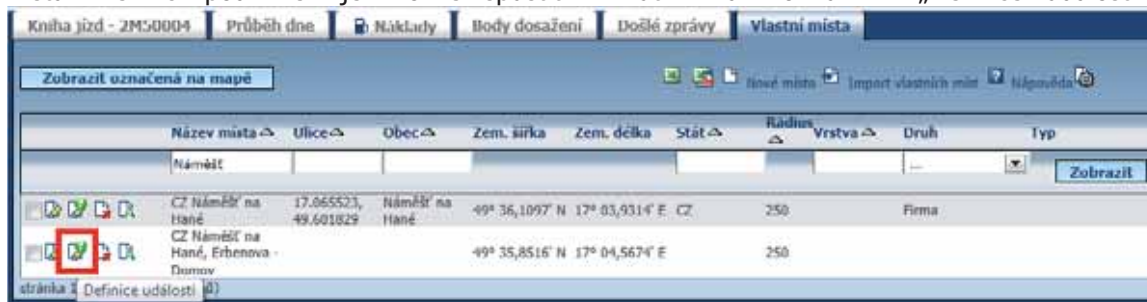 Kniha jízd - 2M50004 Průběh dne Náklady Body dosažení Došlé zprávy Vlastní místa
Zobrazit označená na mapě Nové místo Import vlastních míst Nápověda
Název místa Ulice Obec Zem. šířka Zem. délka Stát Rádius Vrstva Druh Typ
Náměšť ... Zobrazit
CZ Náměšť na Hané 17.065523, 49.601829 Náměšť na Hané 49° 36,1097' N 17° 03,9314' E CZ 250 Firma
CZ Náměšť na Hané, Erbenova - Domov 49° 35,8516' N 17° 04,5674' E 250
stránka
Definice události